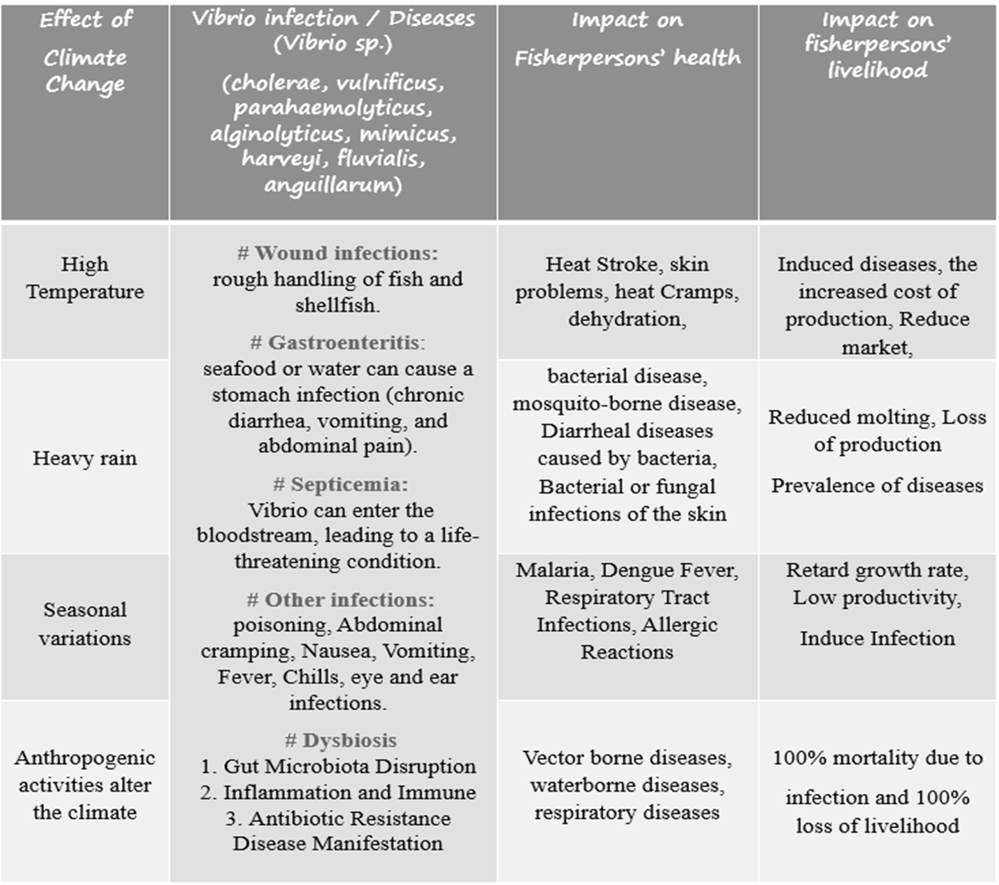 Effect of
Climate
Change
Vibrio infection / Diseases
(Vibrio sp.)
(cholerae, vulnificus,
parahaemolyticus,
alginolyticus, mimicus,
harveyi, fluvialis,
anguillarum)
Impact on
Fisherpersons' health
Impact on
fisherpersons'
livelihood
High
Temperature
# Wound infections:
rough handling of fish and
shellfish.
# Gastroenteritis:
seafood or water can cause a
stomach infection (chronic
diarrhea, vomiting, and
abdominal pain).
# Septicemia:
Vibrio can enter the
bloodstream, leading to a life-
threatening condition.
# Other infections:
poisoning, Abdominal
cramping, Nausea, Vomiting,
Fever, Chills, eye and ear
infections.
# Dysbiosis
1. Gut Microbiota Disruption
2. Inflammation and Immune
3. Antibiotic Resistance
Disease Manifestation
Heat Stroke, skin
problems, heat Cramps,
dehydration,
Induced diseases, the
increased cost of
production, Reduce
market,
Heavy rain
bacterial disease,
mosquito-borne disease,
Diarrheal diseases
caused by bacteria,
Bacterial or fungal
infections of the skin
Reduced molting, Loss
of production
Prevalence of diseases
Seasonal
variations
Malaria, Dengue Fever,
Respiratory Tract
Infections, Allergic
Reactions
Retard growth rate,
Low productivity,
Induce Infection
Anthropogenic
activities alter
the climate
Vector borne diseases,
waterborne diseases,
respiratory diseases
100% mortality due to
infection and 100%
loss of livelihood